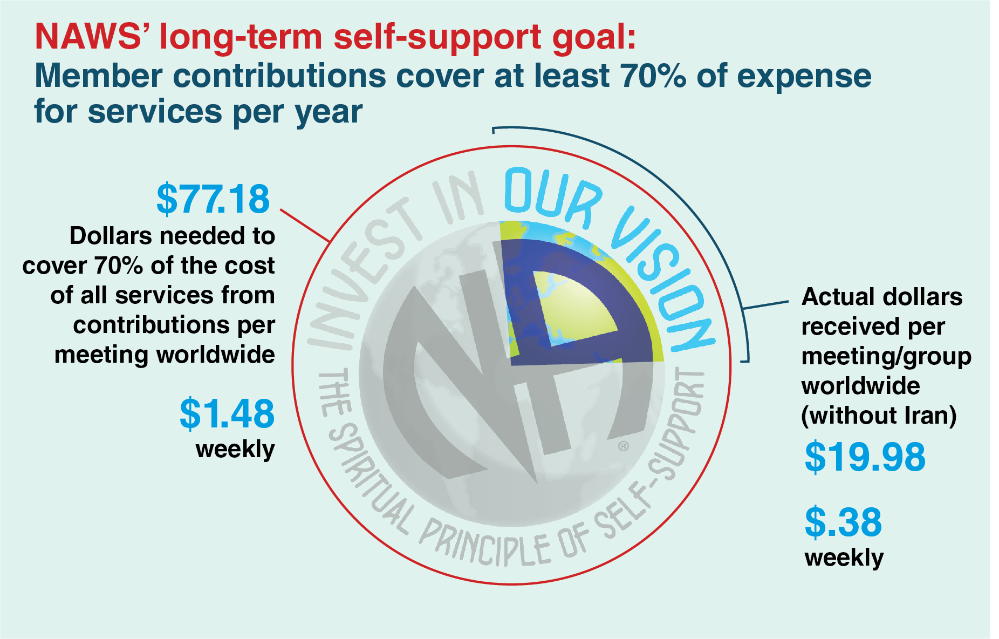 NAWS’ long-term self-support goal:
Member contributions cover at least 70% of expense
for services per year
$77.18
Dollars needed to
cover 70% of the cost
of all services from
contributions per
meeting worldwide
$1.48
weekly
INVEST IN OUR VISION
THE SPIRITUAL PRINCIPLE OF SELF-SUPPORT
NA
®
Actual dollars
received per
meeting/group
worldwide
(without Iran)
$19.98
$.38
weekly